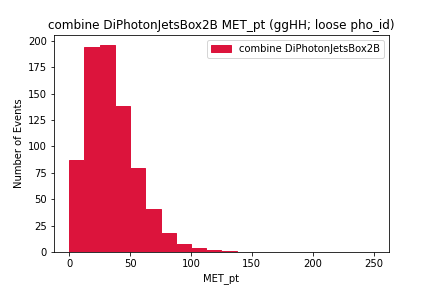 combine DiPhotonJetsBox2B MET_pt (ggHH; loose pho_id)
combine DiPhotonJetsBox2B
Number of Events
200
175
150
125
100
75
50
25
0
0 50 100 150 200 250
MET_pt